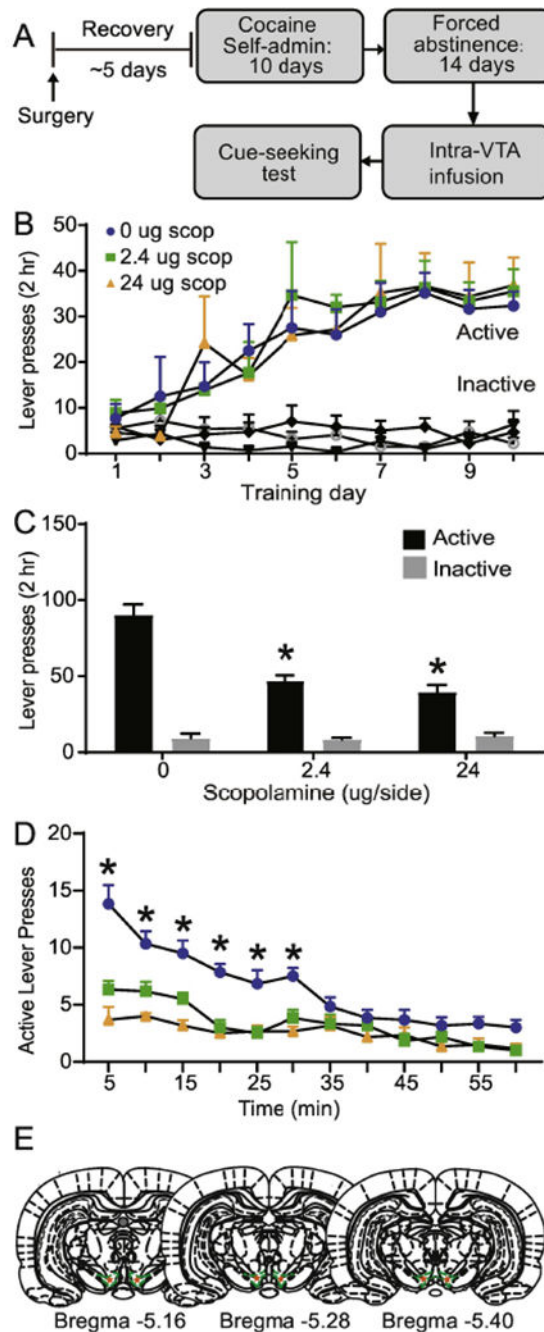 A
Recovery
~5 days
Surgery
Cocaine
Self-admin:
10 days
Forced
abstinence:
14 days
Cue-seeking
test
Intra-VTA
infusion
B
50
40
30
20
10
0
Lever presses (2 hr)
0 ug scop
2.4 ug scop
24 ug scop
Active
Inactive
1 3 5 7 9
Training day
C
150
100
50
0
Lever presses (2 hr)
Active
Inactive
* *
0 2.4 24
Scopolamine (ug/side)
D
20
15
10
5
0
Active Lever Presses
* * * * * *
5 15 25 35 45 55
Time (min)
E
Bregma -5.16 Bregma -5.28 Bregma -5.40